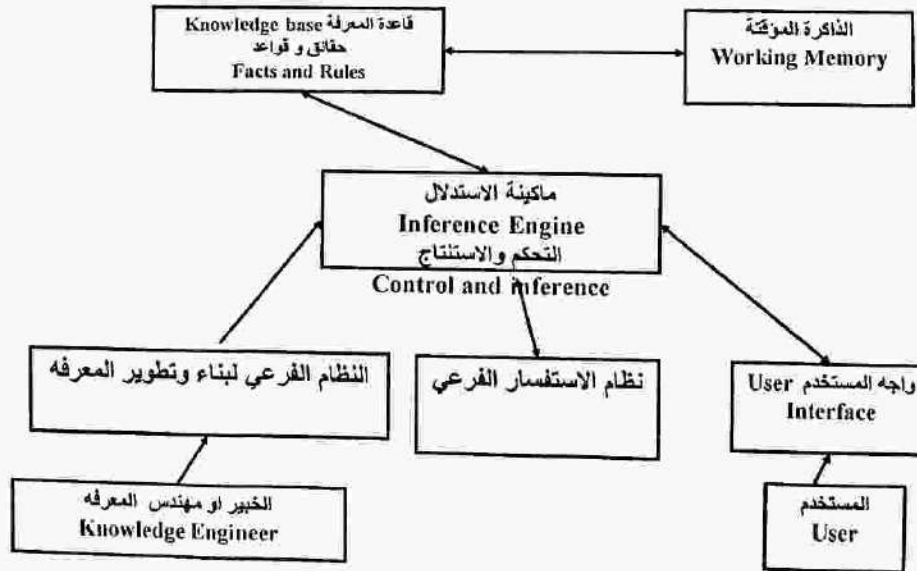 قاعدة المعرفة Knowledge base
حقائق و قواعد
Facts and Rules
الذاكرة المؤقتة
Working Memory
ماكينة الاستدلال
Inference Engine
التحكم والاستنتاج
Control and inference
النظام الفرعي لبناء وتطوير المعرفه
نظام الاستفسار الفرعي
واجه المستخدم User
Interface
الخبير او مهندس المعرفه
Knowledge Engineer
المستخدم
User